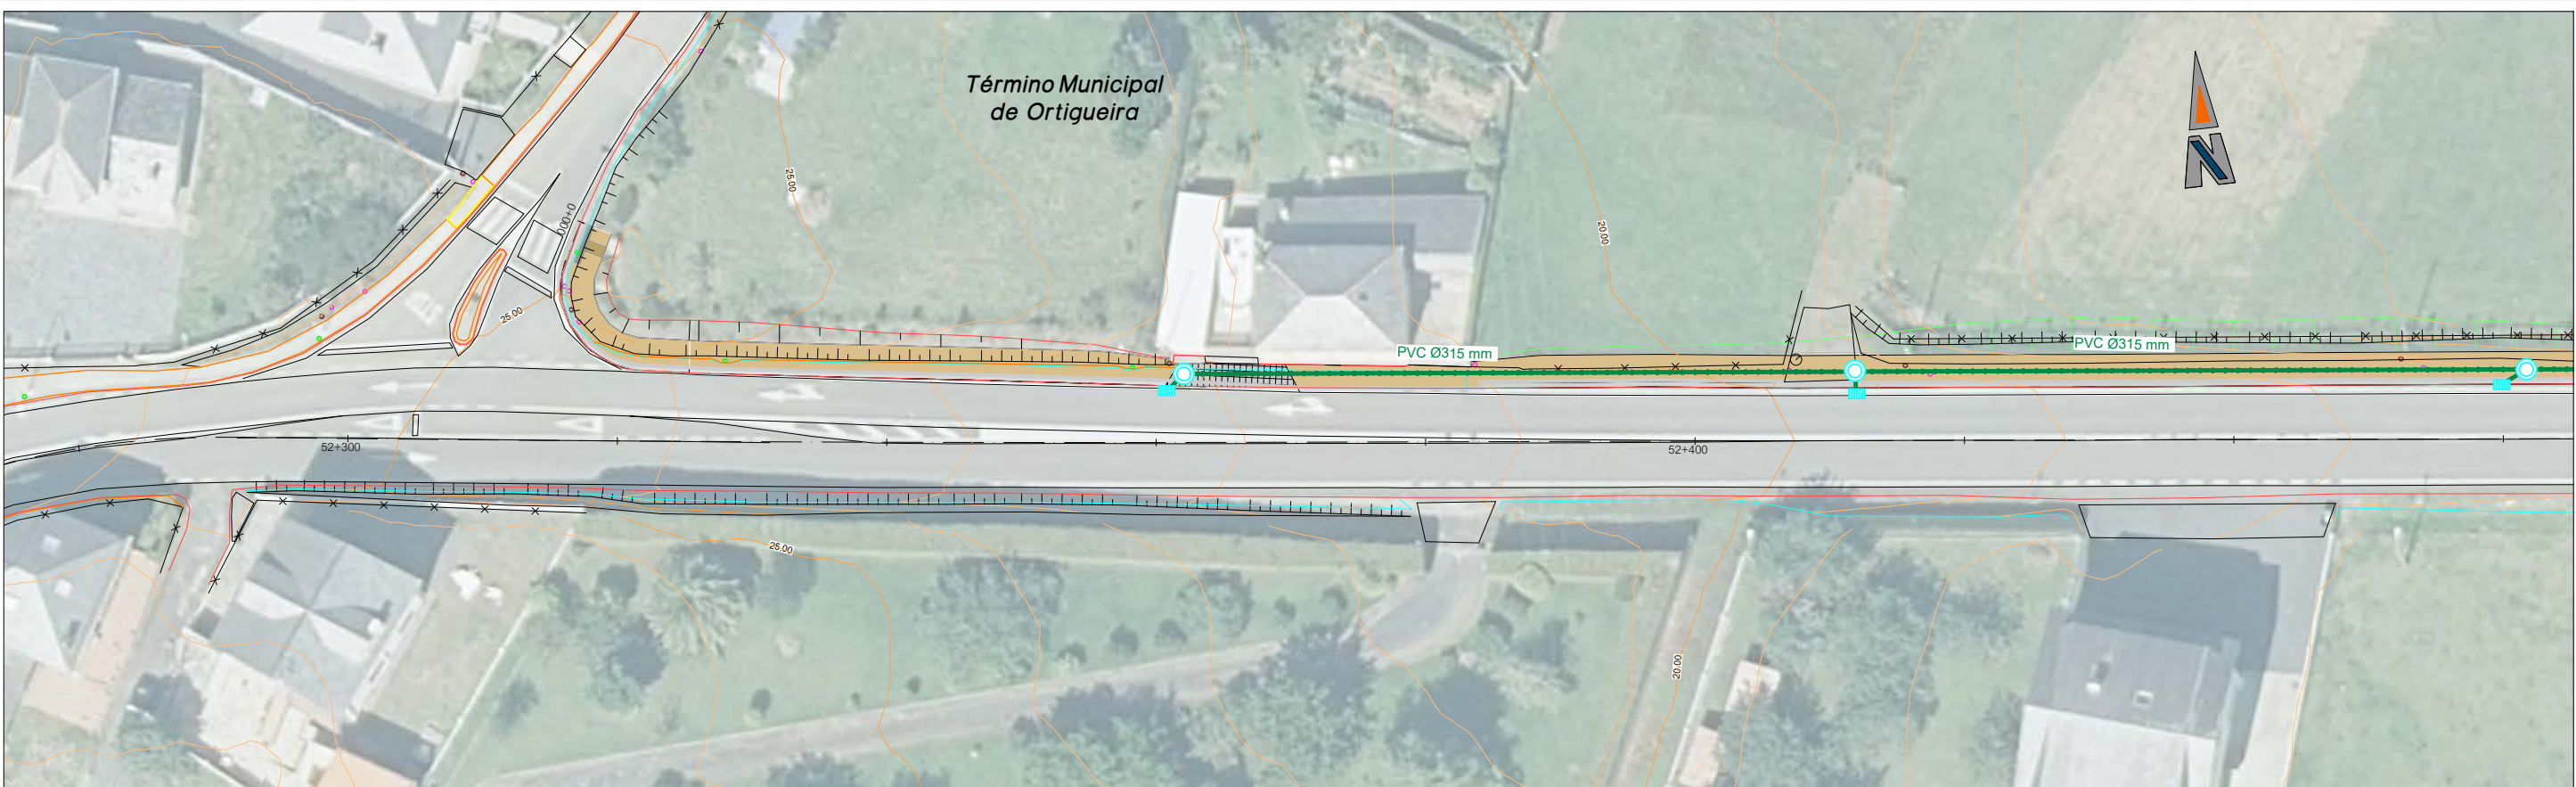 Término Municipal
de Ortigueira
25.00
20.00
0+000
25.00
PVC Ø315 mm
PVC Ø315 mm
52+300
52+400
25.00
20.00
N